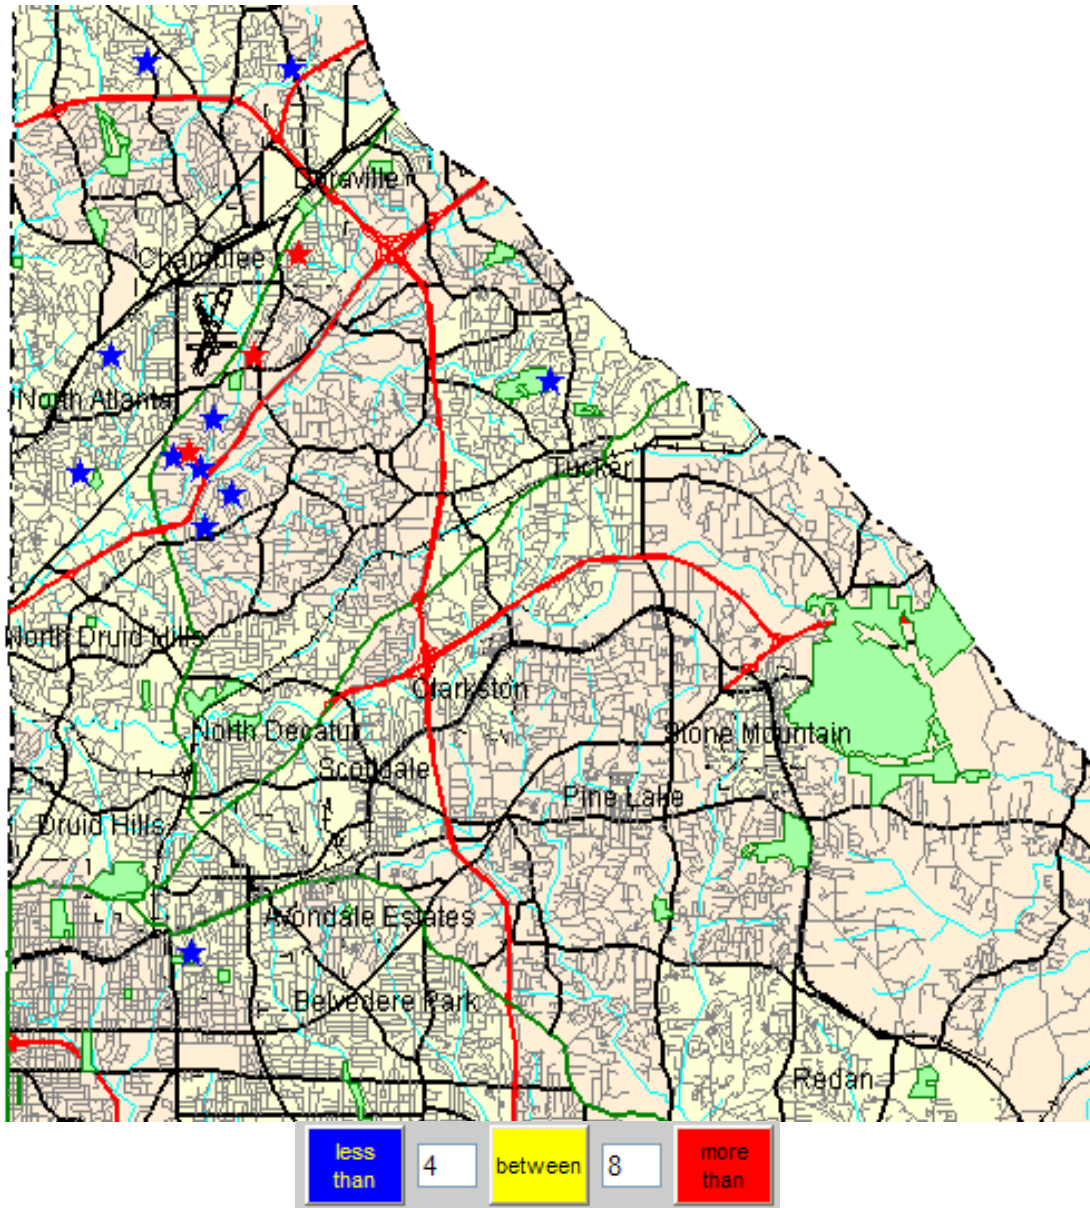 Doraville
Chamblee
North Atlanta
Tucker
North Druid Hills
Clarkston
North Decatur
Stone Mountain
Scottdale
Pine Lake
Druid Hills
Avondale Estates
Belvedere Park
Redan
less
than
4
between
8
more
than